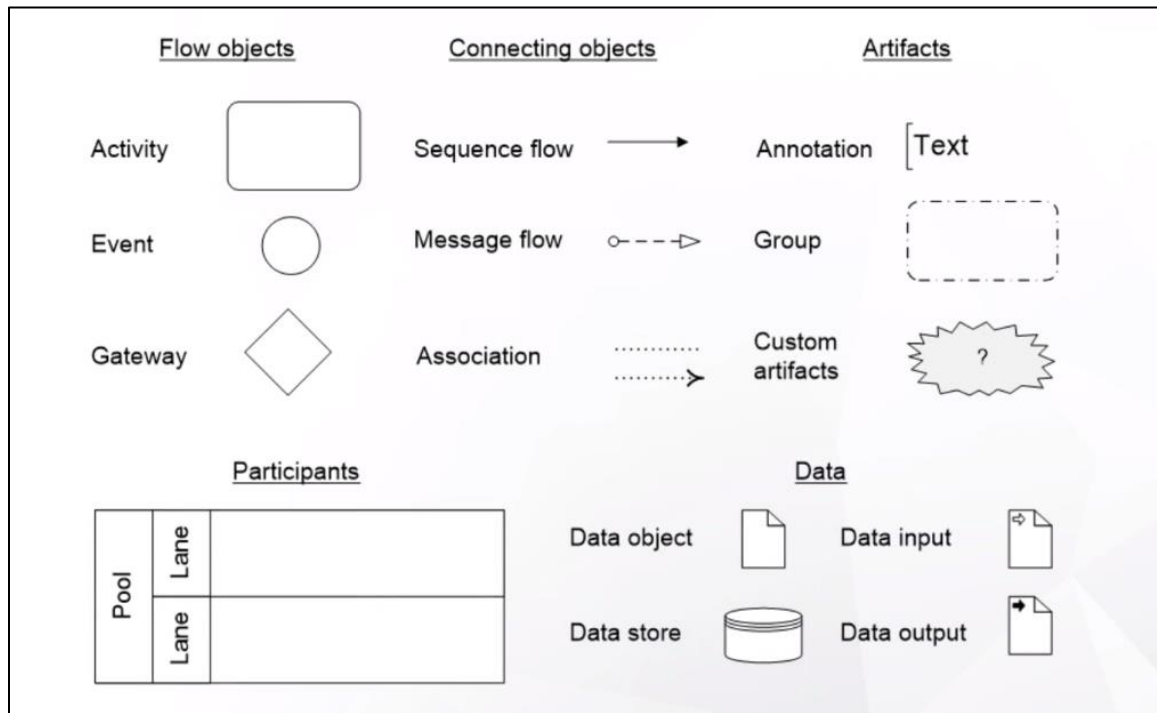 Flow objects
Connecting objects
Artifacts
Activity
Sequence flow
Annotation
Text
Event
Message flow
Group
Gateway
Association
Custom
artifacts
?
Participants
Data
Pool
Lane
Lane
Data object
Data input
Data store
Data output